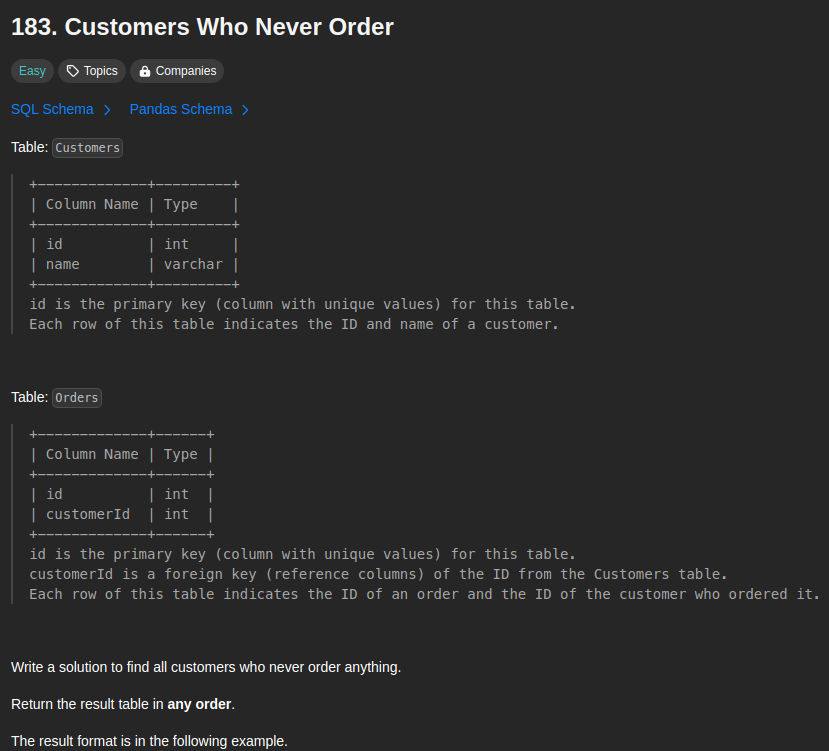 183. Customers Who Never Order
Easy Topics Companies
SQL Schema > Pandas Schema >
Table: Customers
+-------------+---------+
| Column Name | Type    |
+-------------+---------+
| id          | int     |
| name        | varchar |
+-------------+---------+
id is the primary key (column with unique values) for this table.
Each row of this table indicates the ID and name of a customer.
Table: Orders
+-------------+------+
| Column Name | Type |
+-------------+------+
| id          | int  |
| customerId  | int  |
+-------------+------+
id is the primary key (column with unique values) for this table.
customerId is a foreign key (reference columns) of the ID from the Customers table.
Each row of this table indicates the ID of an order and the ID of the customer who ordered it.
Write a solution to find all customers who never order anything.
Return the result table in any order.
The result format is in the following example.